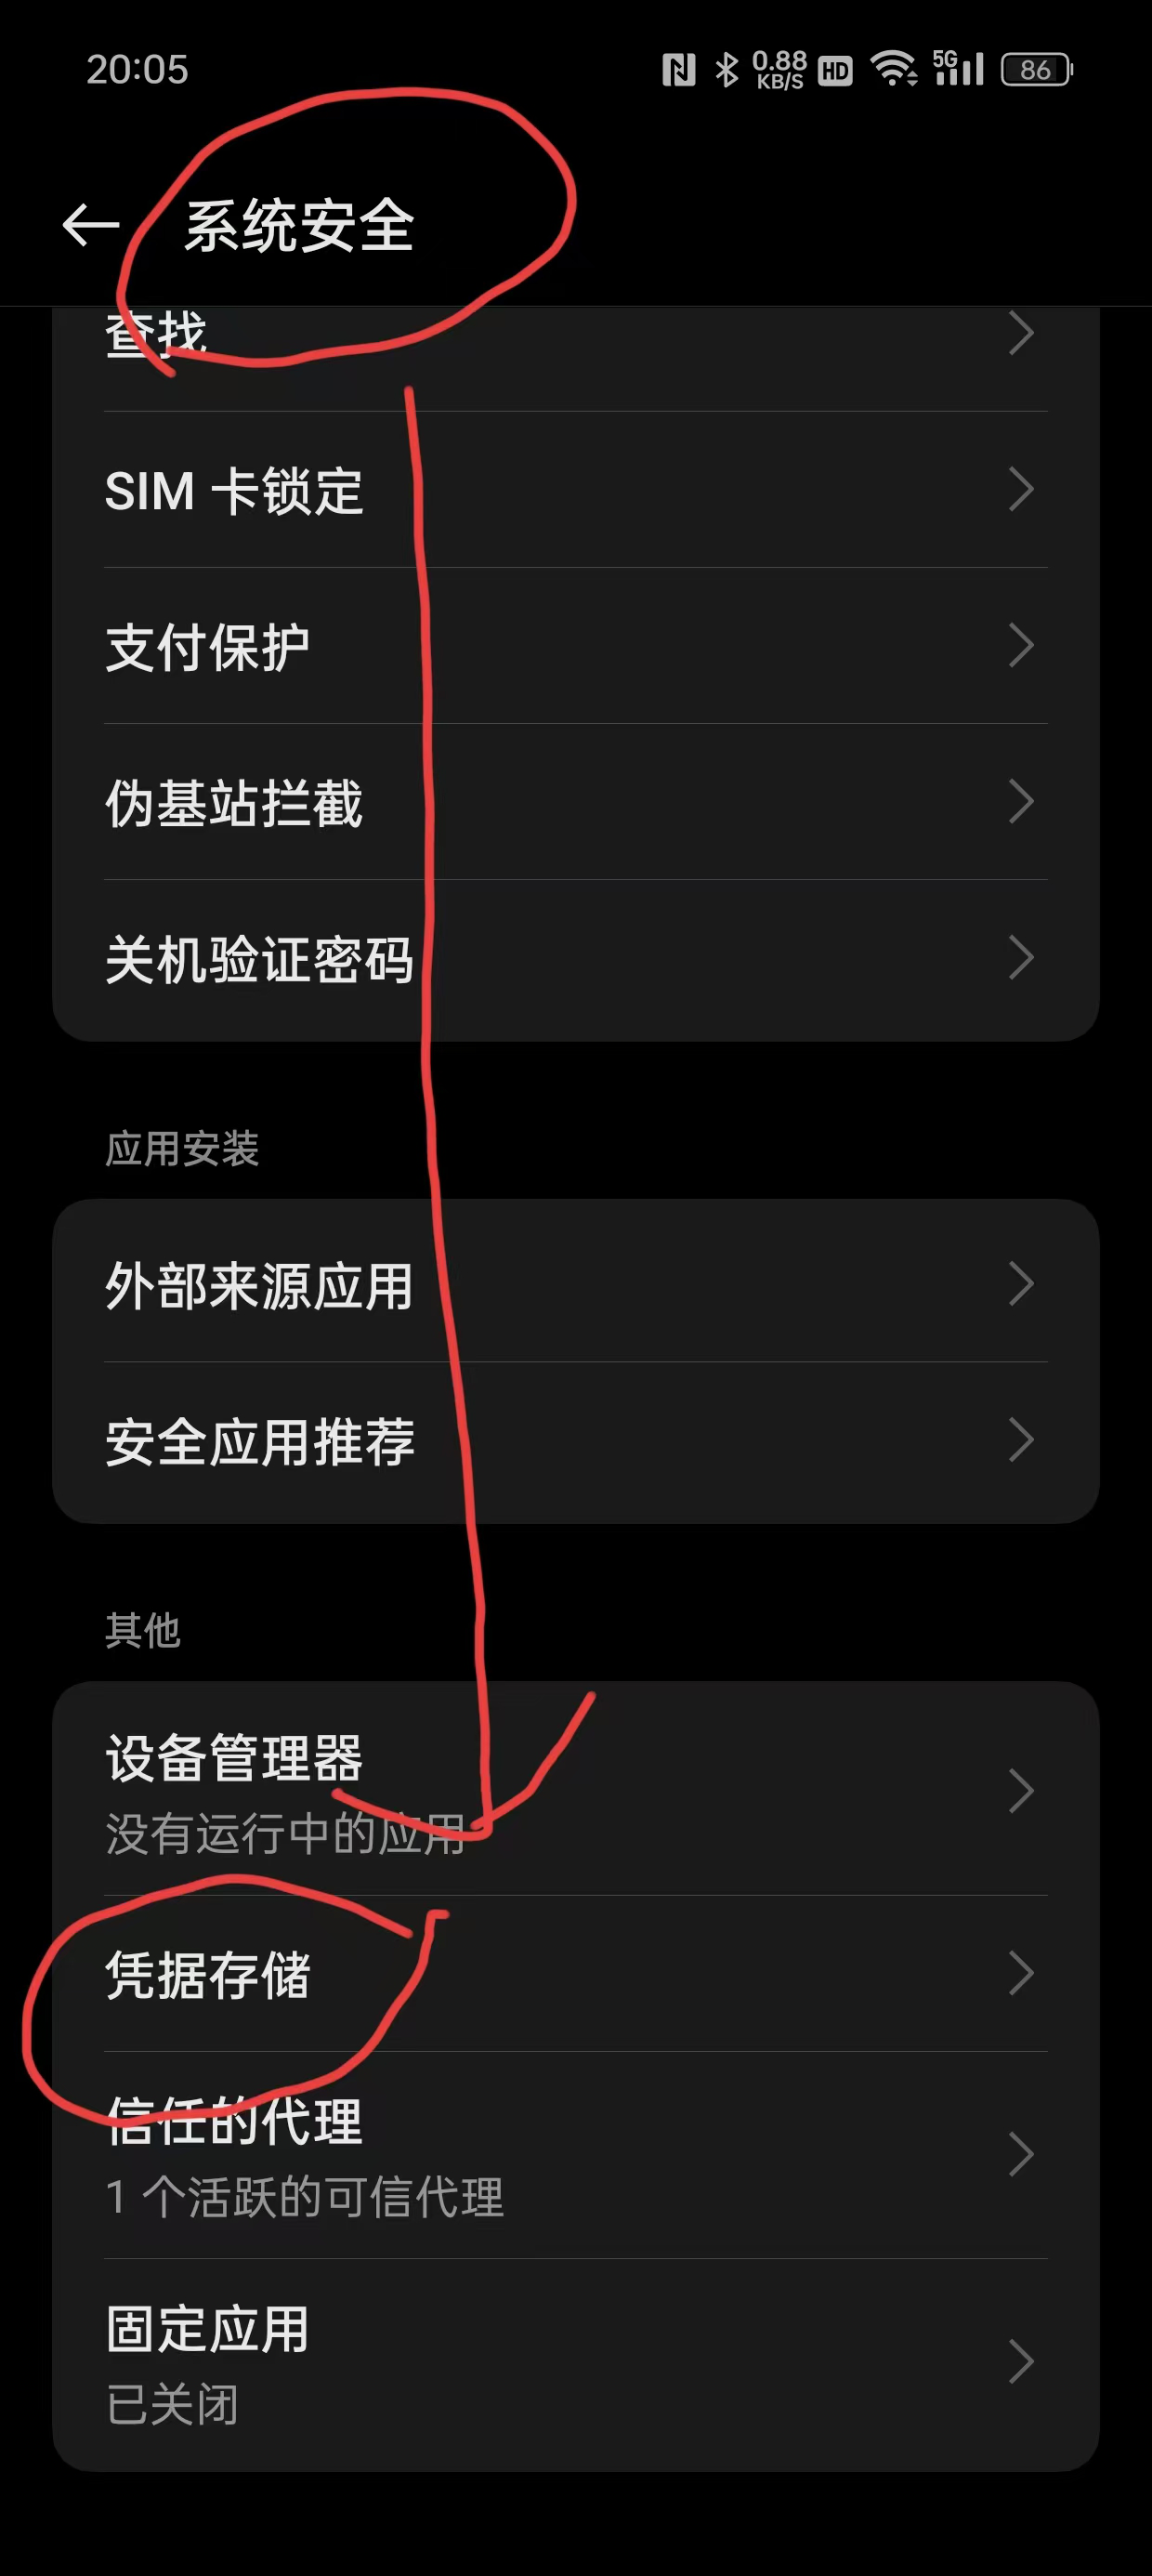 20:05
0.88 KB/S HD 5G 86
系统安全
查找
SIM 卡锁定
支付保护
伪基站拦截
关机验证密码
应用安装
外部来源应用
安全应用推荐
其他
设备管理器
没有运行中的应用
凭据存储
信任的代理
1 个活跃的可信代理
固定应用
已关闭